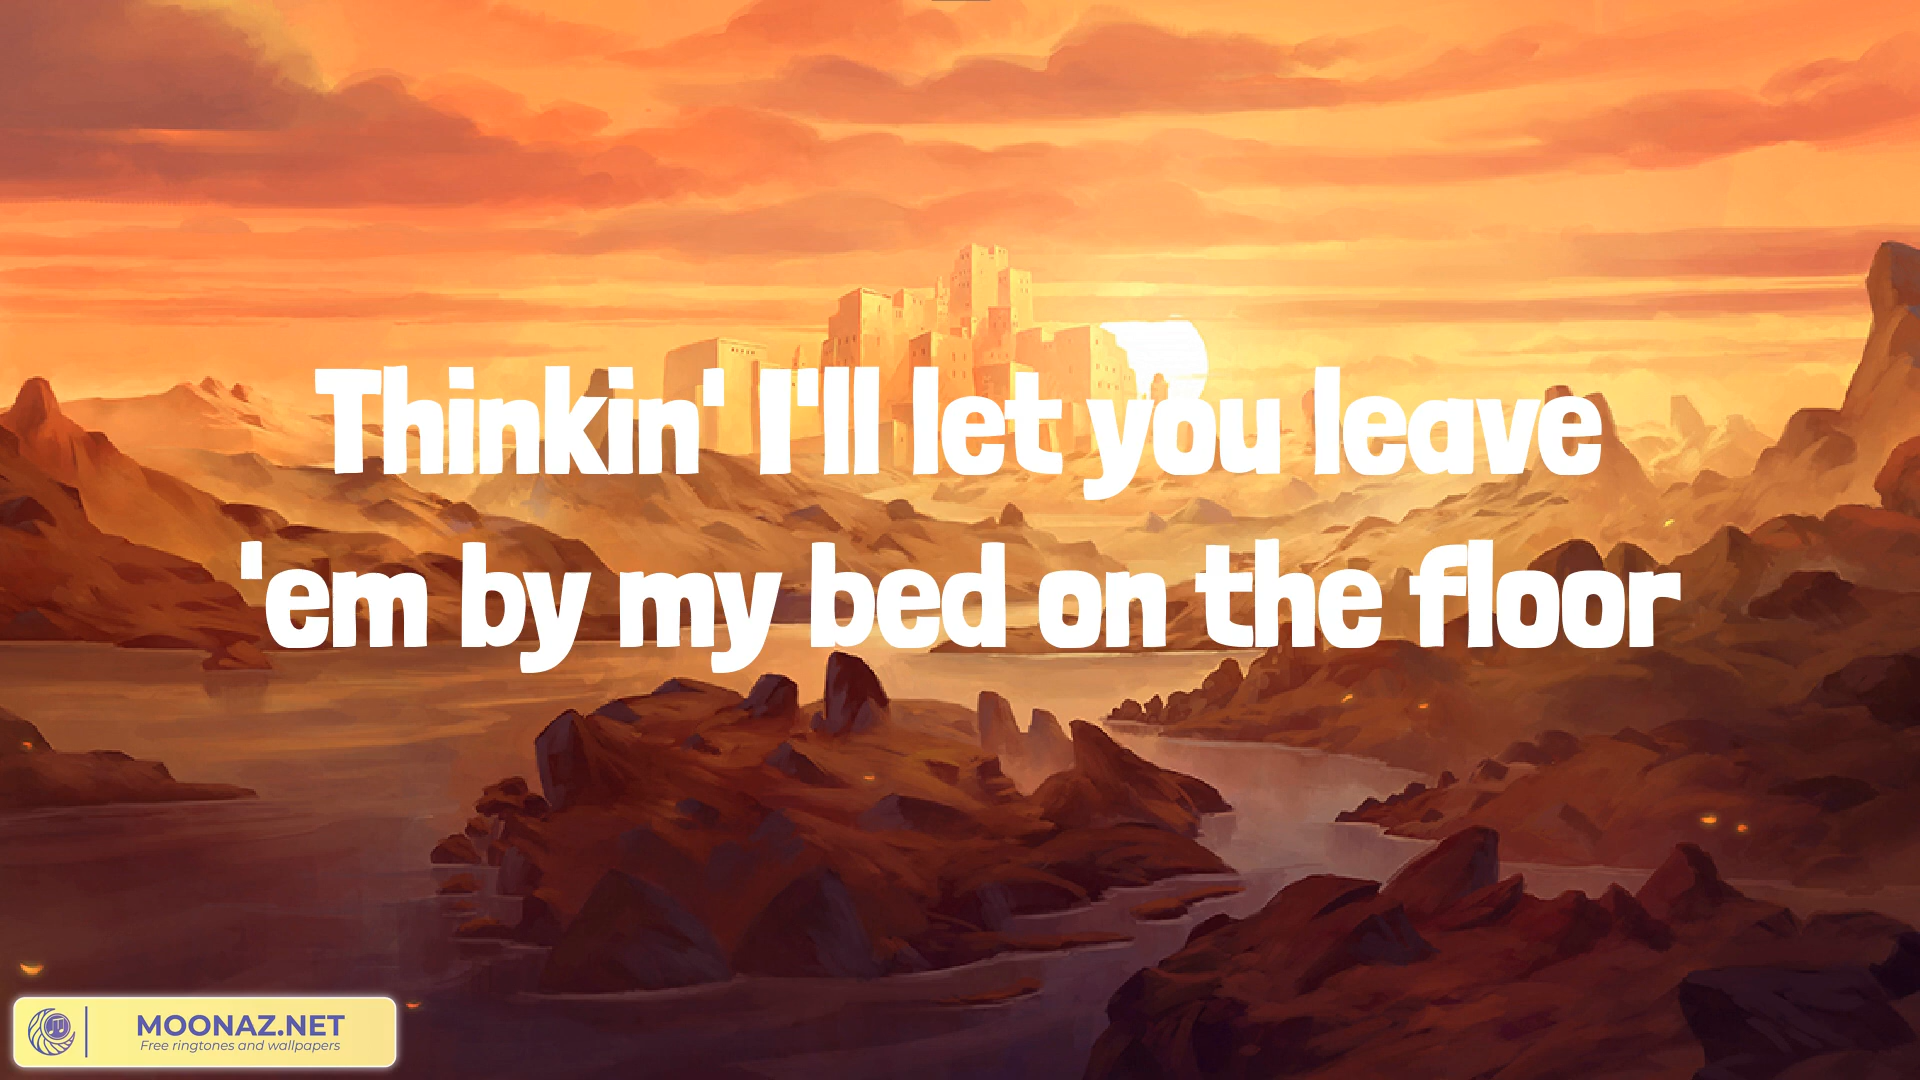 Thinkin' I'll let you leave
'em by my bed on the floor
MOONAZ.NET
Free ringtones and wallpapers